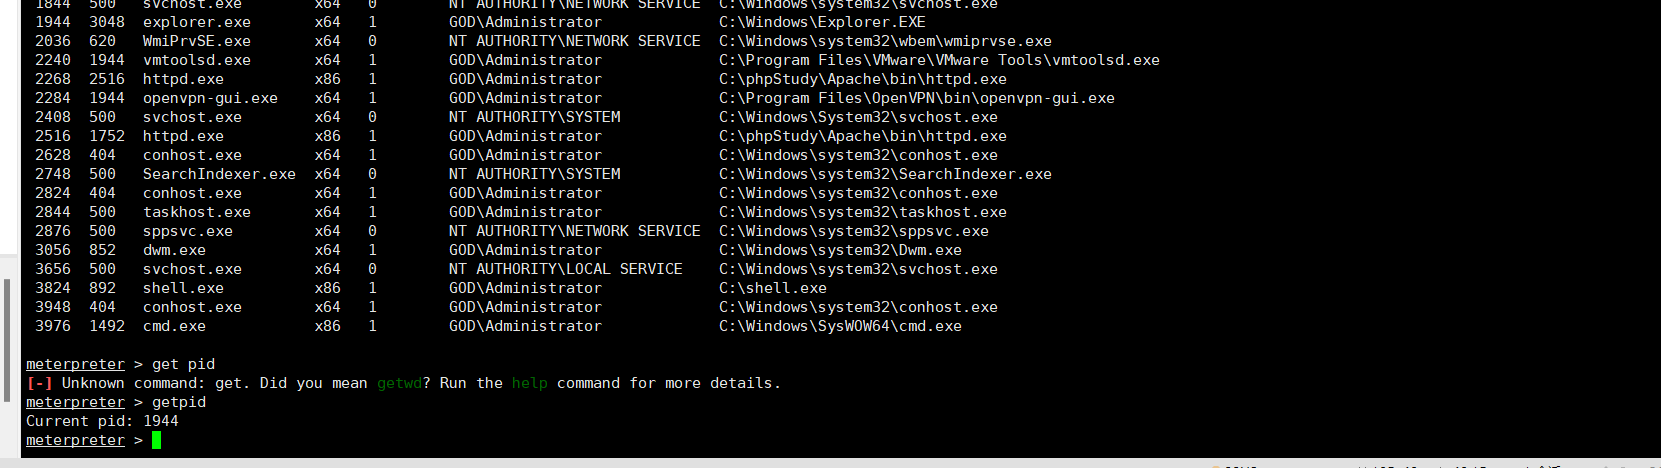 1844  500   svchost.exe        x64   0        NT AUTHORITY\NETWORK SERVICE  C:\Windows\system32\svchost.exe
1944  3048  explorer.exe       x64   1        GOD\Administrator             C:\Windows\Explorer.EXE
2036  620   WmiPrvSE.exe       x64   0        NT AUTHORITY\NETWORK SERVICE  C:\Windows\system32\wbem\wmiprvse.exe
2240  1944  vmtoolsd.exe       x64   1        GOD\Administrator             C:\Program Files\VMware\VMware Tools\vmtoolsd.exe
2268  2516  httpd.exe          x86   1        GOD\Administrator             C:\phpStudy\Apache\bin\httpd.exe
2284  1944  openvpn-gui.exe    x64   1        GOD\Administrator             C:\Program Files\OpenVPN\bin\openvpn-gui.exe
2408  500   svchost.exe        x64   0        NT AUTHORITY\SYSTEM           C:\Windows\system32\svchost.exe
2516  1752  httpd.exe          x86   1        GOD\Administrator             C:\phpStudy\Apache\bin\httpd.exe
2628  404   conhost.exe        x64   1        GOD\Administrator             C:\Windows\system32\conhost.exe
2748  500   SearchIndexer.exe  x64   0        NT AUTHORITY\SYSTEM           C:\Windows\system32\SearchIndexer.exe
2824  404   conhost.exe        x64   1        GOD\Administrator             C:\Windows\system32\conhost.exe
2844  500   taskhost.exe       x64   1        GOD\Administrator             C:\Windows\system32\taskhost.exe
2876  500   sppsvc.exe         x64   0        NT AUTHORITY\NETWORK SERVICE  C:\Windows\system32\sppsvc.exe
3056  852   dwm.exe            x64   1        GOD\Administrator             C:\Windows\system32\Dwm.exe
3656  500   svchost.exe        x64   0        NT AUTHORITY\LOCAL SERVICE    C:\Windows\system32\svchost.exe
3824  892   shell.exe          x86   1        GOD\Administrator             C:\shell.exe
3948  404   conhost.exe        x64   1        GOD\Administrator             C:\Windows\system32\conhost.exe
3976  1492  cmd.exe            x86   1        GOD\Administrator             C:\Windows\SysWOW64\cmd.exe
meterpreter > get pid
[-] Unknown command: get. Did you mean getwd? Run the help command for more details.
meterpreter > getpid
Current pid: 1944
meterpreter >